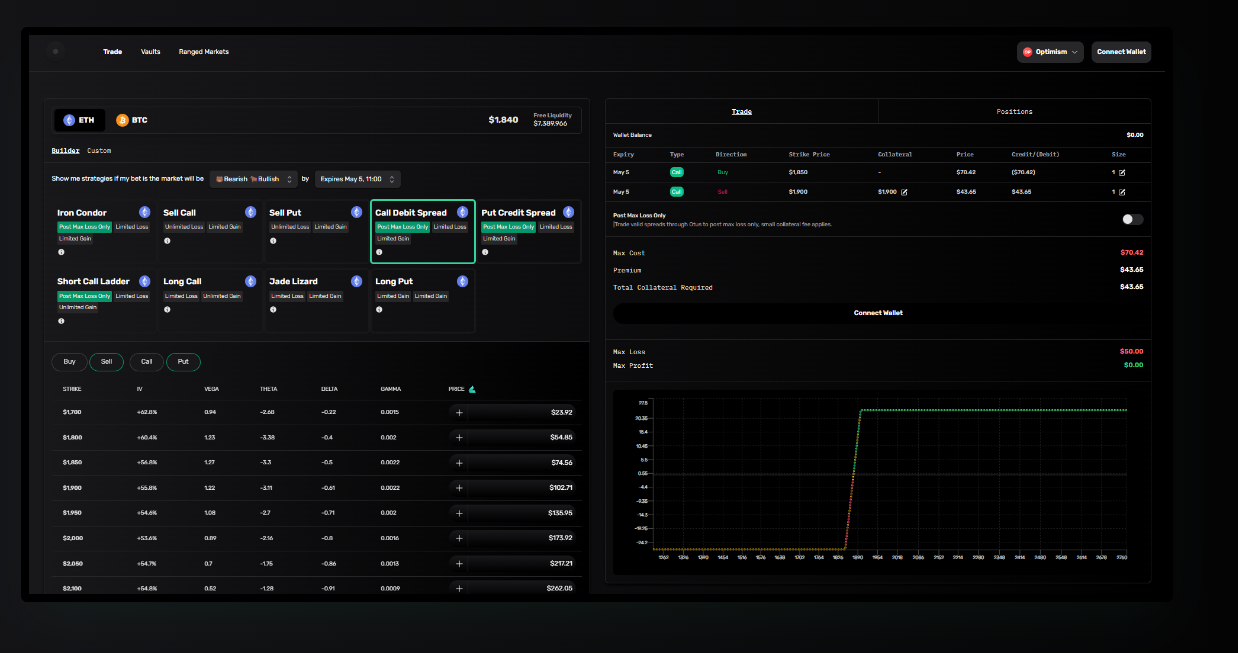 Trade Vaults Ranged Markets Optimism Connect Wallet
ETH BTC $1,840 Free Liquidity
$7,389,966
Builder Custom
Show me strategies if my bet is the market will be Bearish Bullish by Expires May 5, 11:00
Iron Condor
Post Max Loss Only Limited Loss
Limited Gain
Sell Call
Unlimited Loss Limited Gain
Sell Put
Unlimited Loss Limited Gain
Call Debit Spread
Post Max Loss Only Limited Loss
Limited Gain
Put Credit Spread
Post Max Loss Only Limited Loss
Limited Gain
Short Call Ladder
Post Max Loss Only Limited Loss
Unlimited Gain
Long Call
Limited Loss Unlimited Gain
Jade Lizard
Limited Loss Limited Gain
Long Put
Limited Gain Limited Gain
Buy Sell Call Put
STRIKE IV VEGA THETA DELTA GAMMA PRICE
$1,700 +62.8% 0.94 -2.68 -0.22 0.0015 + $23.92
$1,800 +60.4% 1.23 -3.38 -0.4 0.002 + $54.85
$1,850 +56.8% 1.27 -3.3 -0.5 0.0022 + $74.56
$1,900 +55.8% 1.22 -3.11 -0.61 0.0022 + $102.71
$1,950 +54.6% 1.08 -2.7 -0.71 0.002 + $135.95
$2,000 +53.6% 0.89 -2.16 -0.8 0.0016 + $173.92
$2,050 +54.7% 0.7 -1.75 -0.86 0.0013 + $217.21
$2,100 +54.8% 0.52 -1.28 -0.91 0.0009 + $262.05
Trade Positions
Wallet Balance $0.00
Expiry Type Direction Strike Price Collateral Price Credit/(Debit) Size
May 5 Call Buy $1,850 - $70.42 ($70.42) 1
May 5 Call Sell $1,900 $1,900 $43.65 $43.65 1
Post Max Loss Only
Trade valid spreads through Otus to post max loss only, small collateral fee applies.
Max Cost $70.42
Premium $43.65
Total Collateral Required $43.65
Connect Wallet
Max Loss $50.00
Max Profit $0.00